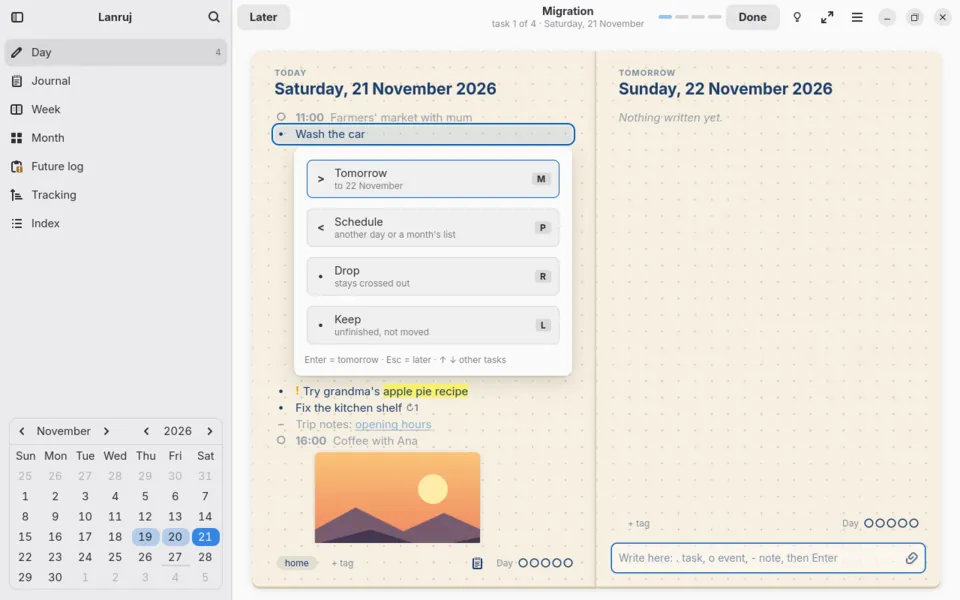 Lanruj
Day
4
Journal
Week
Month
Future log
Tracking
Index
November
2026
Sun Mon Tue Wed Thu Fri Sat
25 26 27 28 29 30 31
1 2 3 4 5 6 7
8 9 10 11 12 13 14
15 16 17 18 19 20 21
22 23 24 25 26 27 28
29 30 1 2 3 4 5
Later
Migration
task 1 of 4 · Saturday, 21 November 2026
Done
TODAY
Saturday, 21 November 2026
11:00 Farmers' market with mum
• Wash the car
> Tomorrow
to 22 November
M
< Schedule
another day or a month's list
P
• Drop
stays crossed out
R
• Keep
unfinished, not moved
L
Enter = tomorrow · Esc = later · ↑ ↓ other tasks
• ! Try grandma's apple pie recipe
• Fix the kitchen shelf ↻1
– Trip notes: opening hours
16:00 Coffee with Ana
home
+ tag
Day
TOMORROW
Sunday, 22 November 2026
Nothing written yet.
+ tag
Day
Write here: . task, o event, - note, then Enter